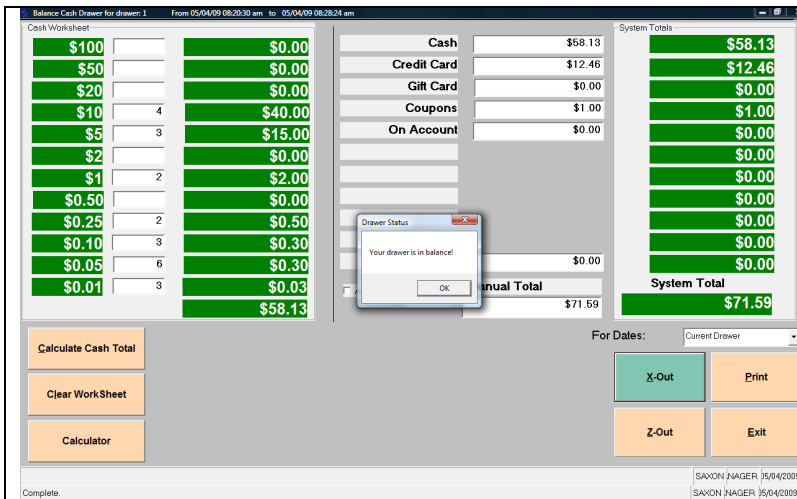 Balance Cash Drawer for drawer: 1 From 05/04/09 08:20:30 am to 05/04/09 08:28:24 am
Cash Worksheet
System Totals
$100 $0.00 Cash $58.13 $58.13
$50 $0.00 Credit Card $12.46 $12.46
$20 $0.00 Gift Card $0.00 $0.00
$10 4 $40.00 Coupons $1.00 $1.00
$5 3 $15.00 On Account $0.00 $0.00
$2 $0.00 $0.00
$1 2 $2.00 $0.00
$0.50 $0.00 $0.00
Drawer Status
$0.25 2 $0.50 $0.00
$0.10 3 $0.30 Your drawer is in balance! $0.00
$0.05 6 $0.30 $0.00 $0.00
$0.01 3 $0.03 OK anual Total System Total
$58.13 $71.59 $71.59
For Dates: Current Drawer
Calculate Cash Total
X-Out Print
Clear WorkSheet
Calculator Z-Out Exit
SAXON NAGER 05/04/2009
Complete. SAXON NAGER 05/04/2009